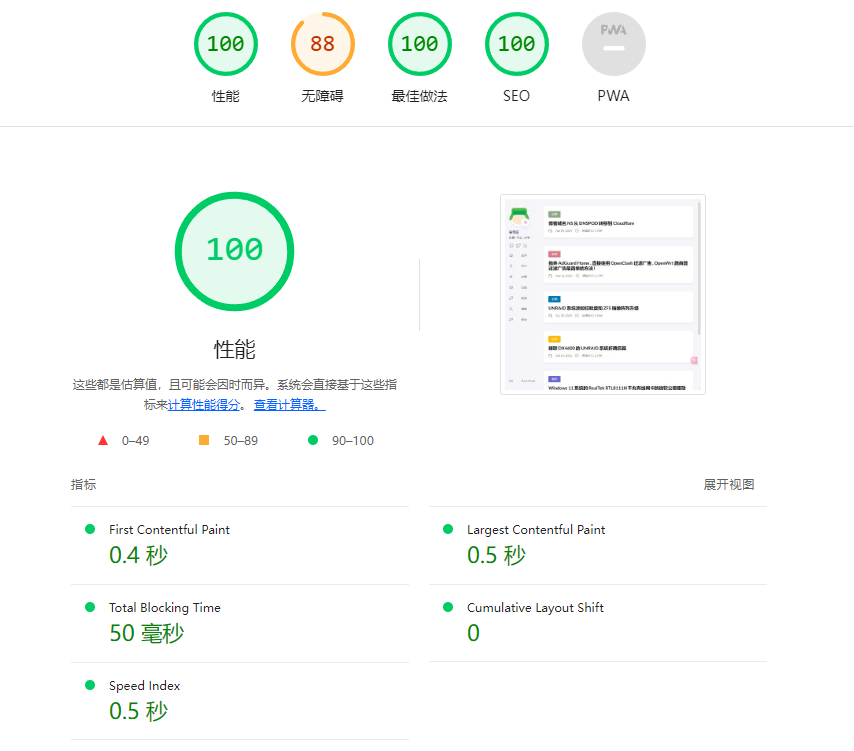 100
88
100
100
PWA
性能
无障碍
最佳做法
SEO
PWA
100
性能
这些都是估算值，且可能会因时而异。系统会直接基于这些指
标来计算性能得分。 查看计算器。
0–49
50–89
90–100
指标
展开视图
First Contentful Paint
0.4 秒
Largest Contentful Paint
0.5 秒
Total Blocking Time
50 毫秒
Cumulative Layout Shift
0
Speed Index
0.5 秒